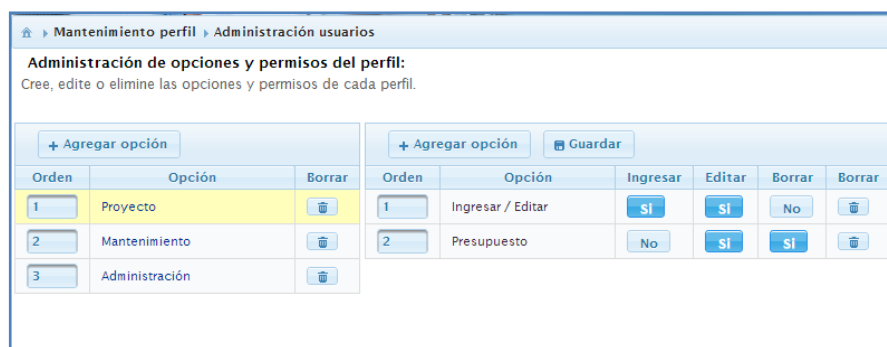 Mantenimiento perfil Administración usuarios
Administración de opciones y permisos del perfil:
Cree, edite o elimine las opciones y permisos de cada perfil.
+ Agregar opción
Orden Opción Borrar
1 Proyecto
2 Mantenimiento
3 Administración
+ Agregar opción Guardar
Orden Opción Ingresar Editar Borrar Borrar
1 Ingresar / Editar SI SI No
2 Presupuesto No SI SI